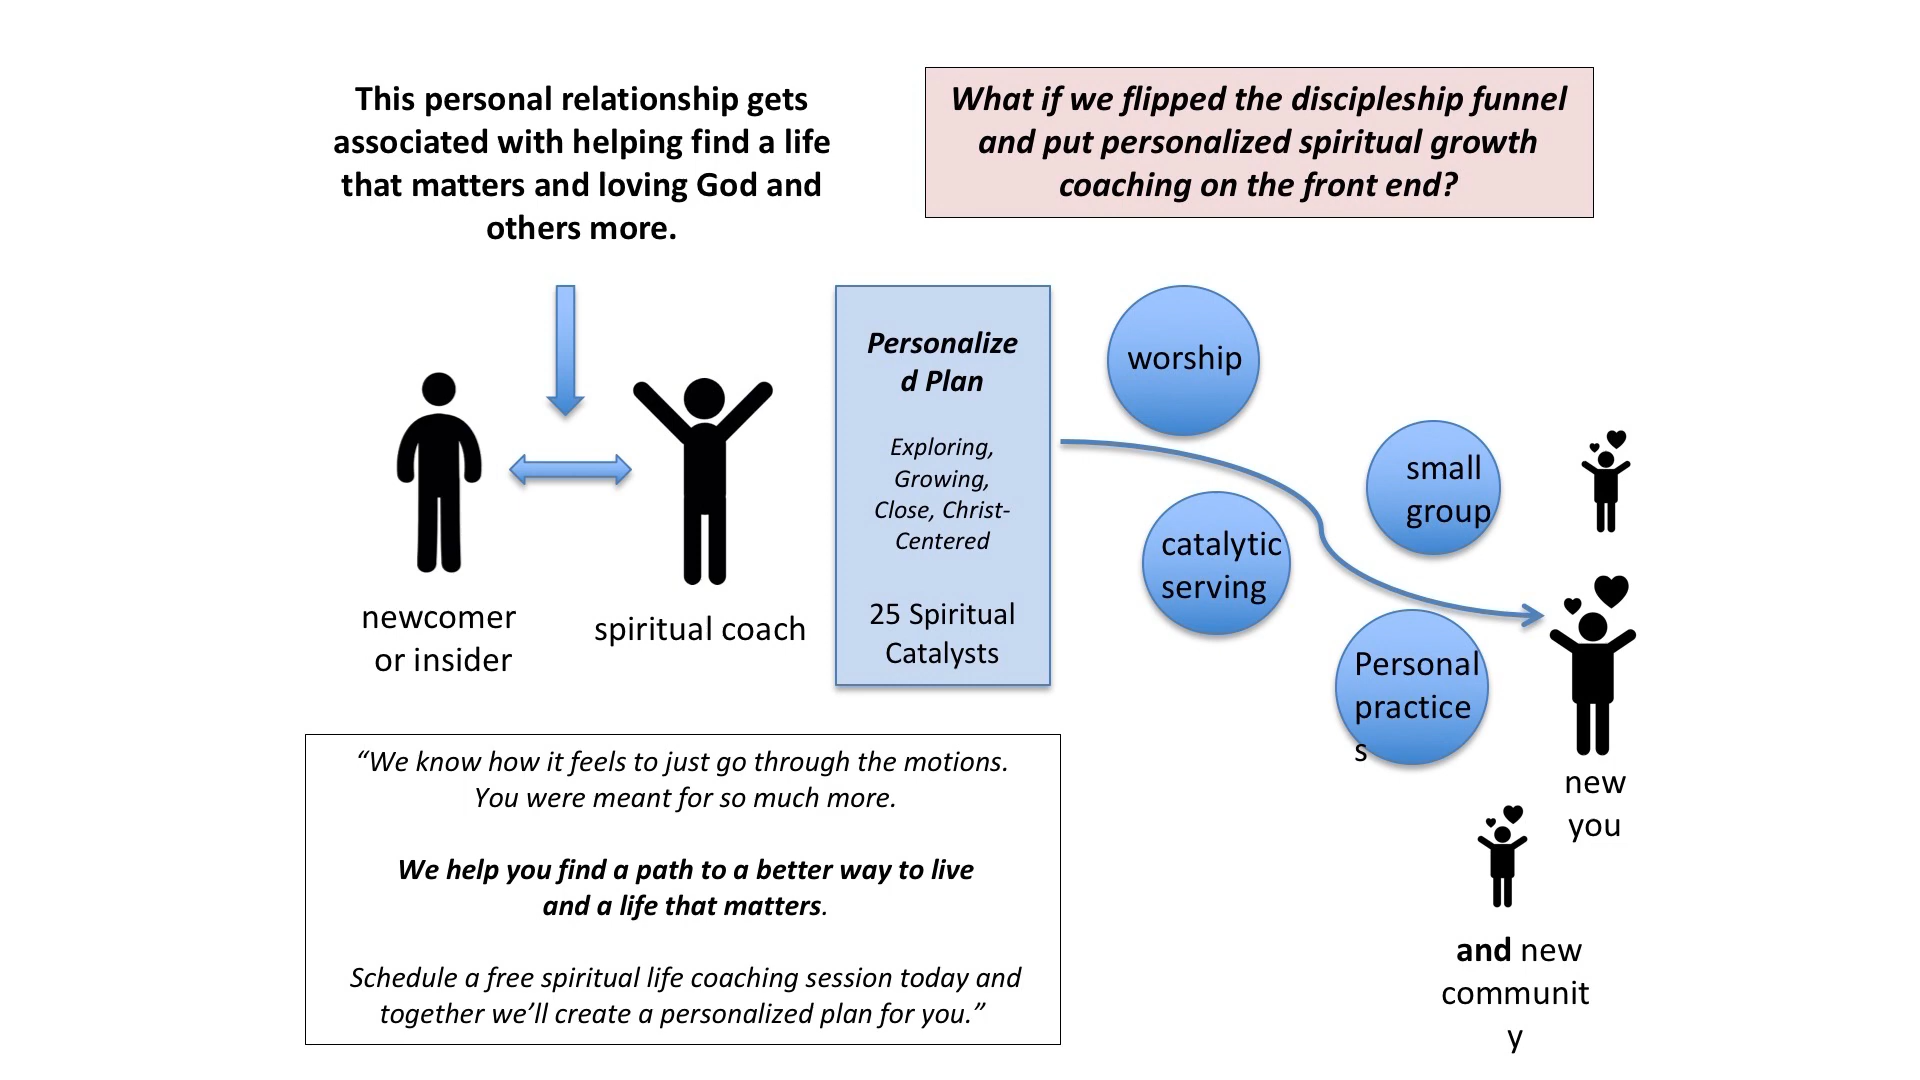 This personal relationship gets
associated with helping find a life
that matters and loving God and
others more.
What if we flipped the discipleship funnel
and put personalized spiritual growth
coaching on the front end?
newcomer
or insider
spiritual coach
Personalize
d Plan
Exploring,
Growing,
Close, Christ-
Centered
25 Spiritual
Catalysts
worship
catalytic
serving
small
group
Personal
practice
s
new
you
and new
communit
y
“We know how it feels to just go through the motions.
You were meant for so much more.
We help you find a path to a better way to live
and a life that matters.
Schedule a free spiritual life coaching session today and
together we’ll create a personalized plan for you.”